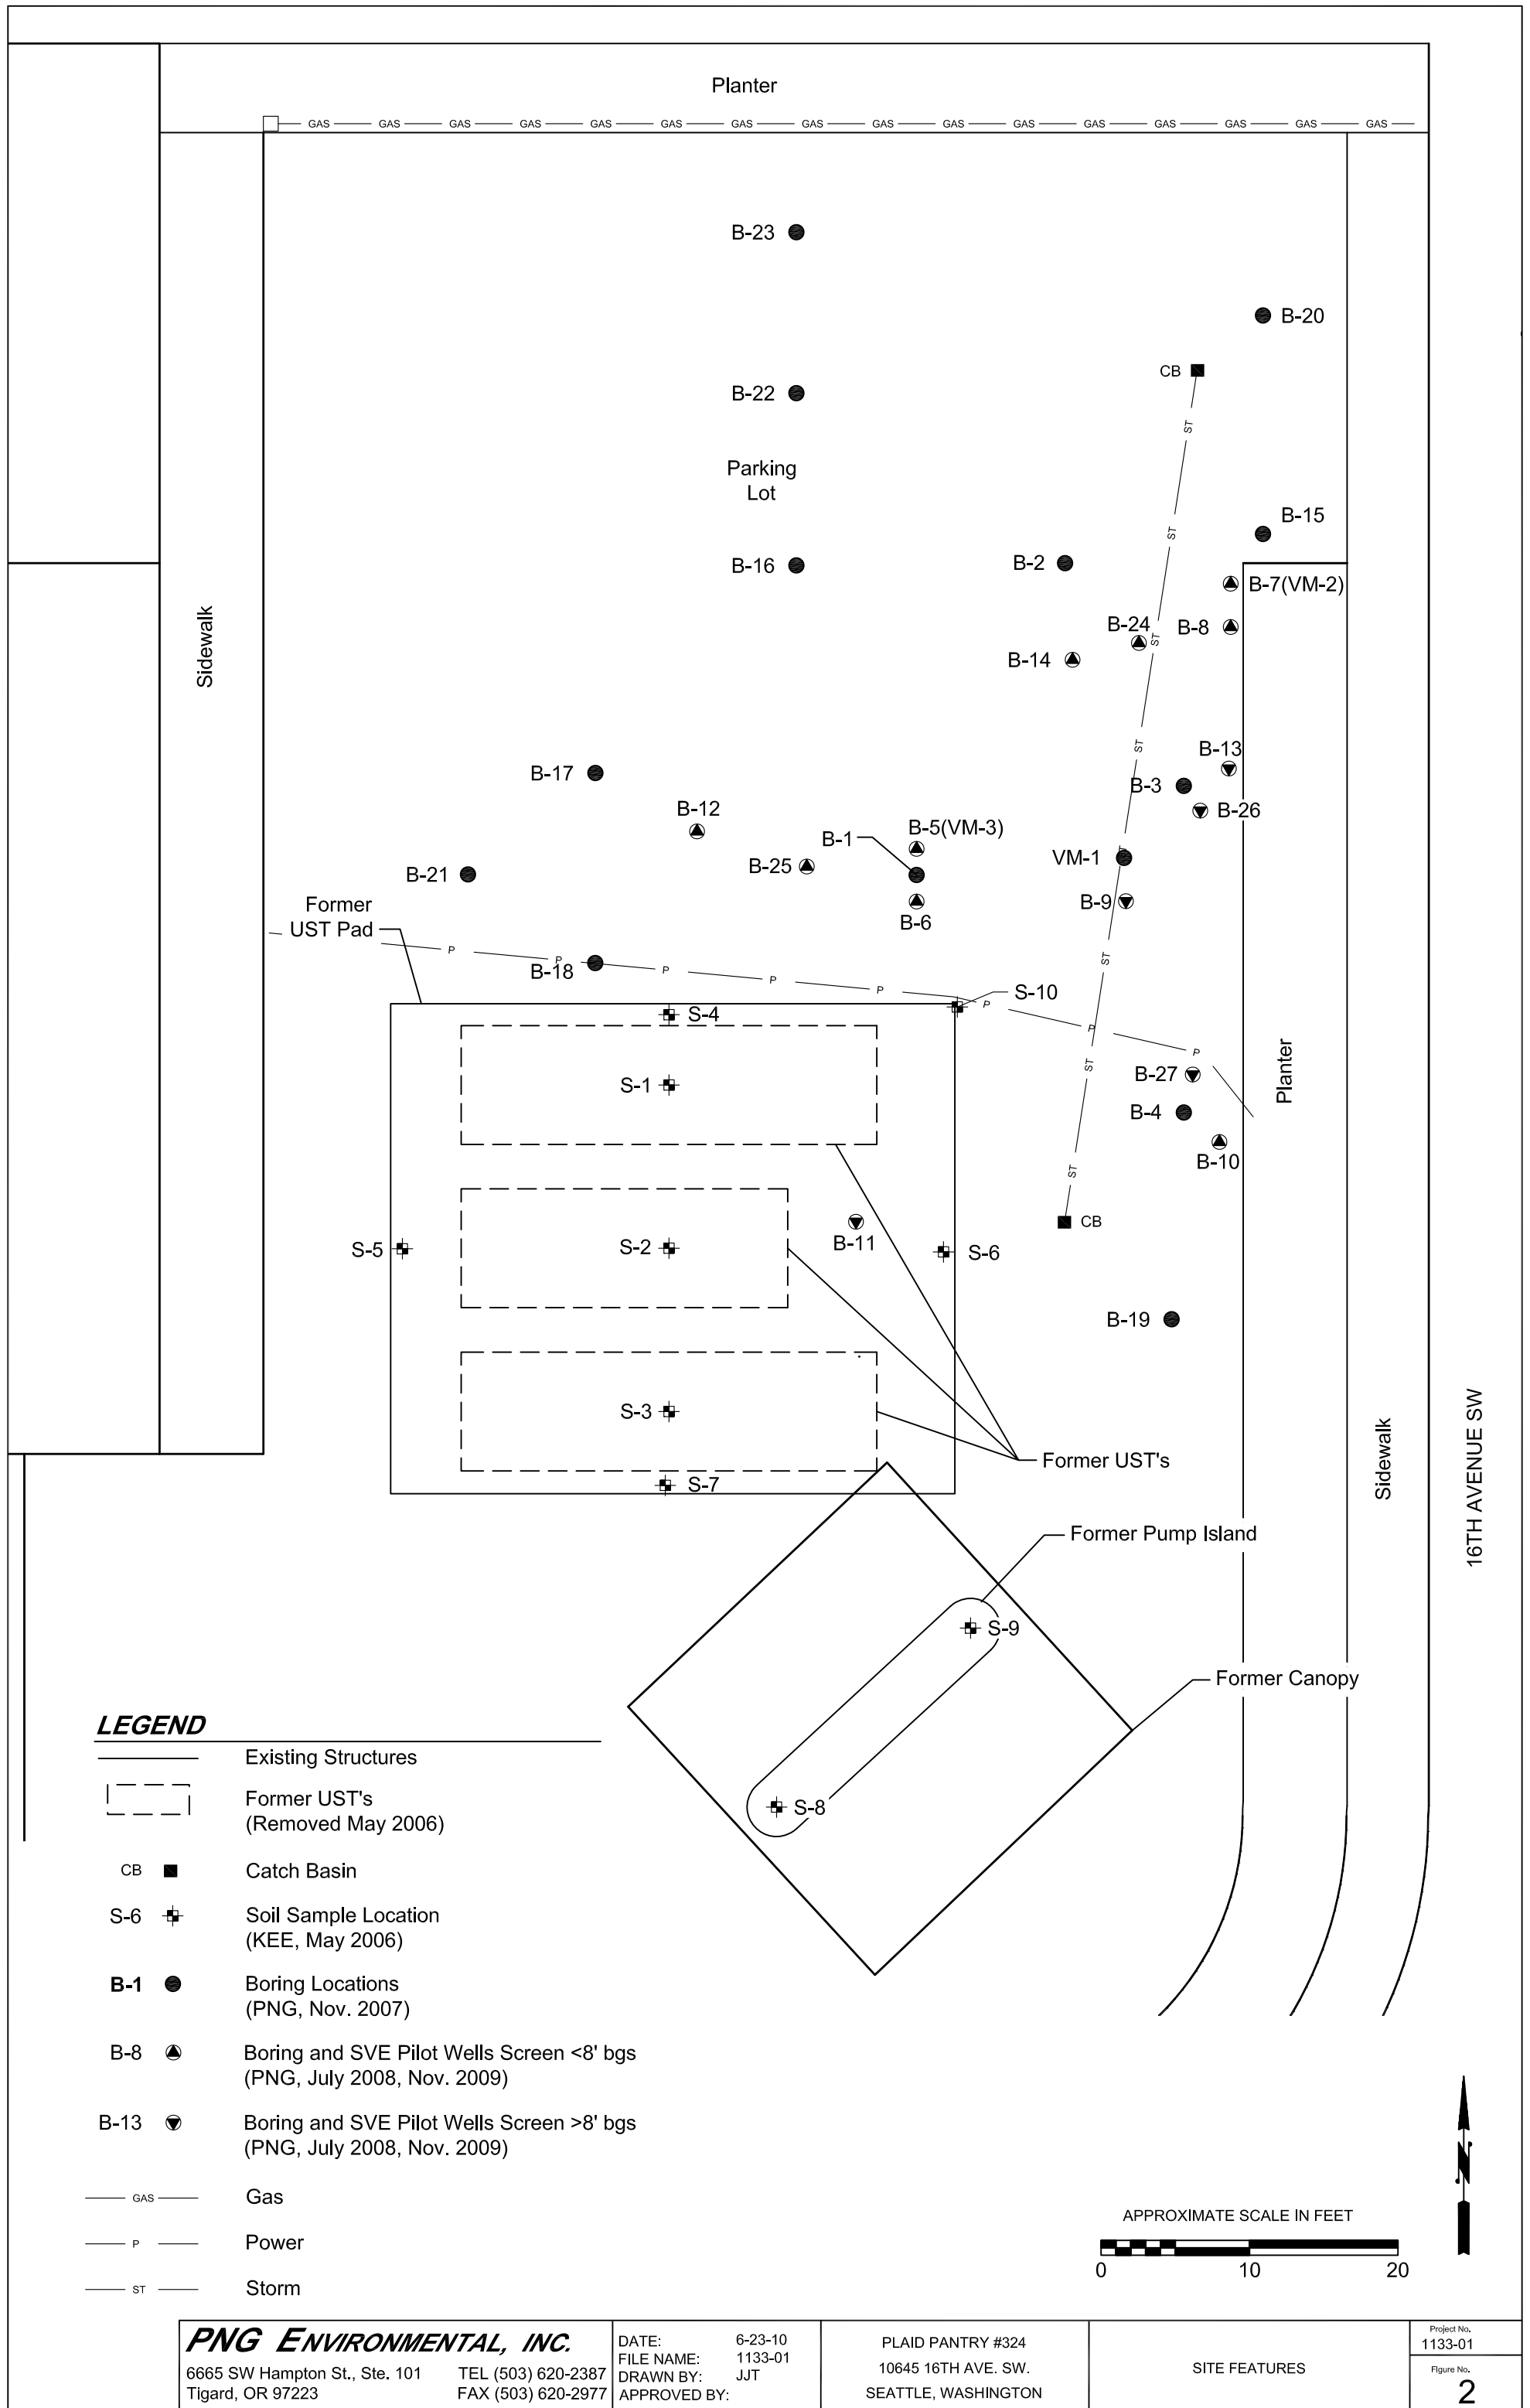 Planter
GAS GAS GAS GAS GAS GAS GAS GAS GAS GAS GAS GAS GAS GAS GAS GAS
B-23
B-20
CB
B-22
ST
Parking
Lot
B-15
ST
B-2
B-16
B-7(VM-2)
Sidewalk
B-24
B-8
ST
B-14
ST
B-13
B-17
B-3
B-12
B-26
B-5(VM-3)
B-1
VM-1
B-25
B-21
B-9
Former
UST Pad
B-6
P P P P P P P P
ST
B-18
S-10
S-4
Planter
ST
B-27
S-1
B-4
B-10
ST
CB
B-11
S-5
S-2
S-6
B-19
S-3
Former UST's
Sidewalk
16TH AVENUE SW
S-7
Former Pump Island
S-9
Former Canopy
S-8
LEGEND
Existing Structures
Former UST's
(Removed May 2006)
CB Catch Basin
S-6 Soil Sample Location
(KEE, May 2006)
B-1 Boring Locations
(PNG, Nov. 2007)
B-8 Boring and SVE Pilot Wells Screen <8' bgs
(PNG, July 2008, Nov. 2009)
B-13 Boring and SVE Pilot Wells Screen >8' bgs
(PNG, July 2008, Nov. 2009)
GAS Gas
P Power
ST Storm
N
APPROXIMATE SCALE IN FEET
0 10 20
PNG ENVIRONMENTAL, INC.
6665 SW Hampton St., Ste. 101 TEL (503) 620-2387
Tigard, OR 97223 FAX (503) 620-2977
DATE: 6-23-10
FILE NAME: 1133-01
DRAWN BY: JJT
APPROVED BY:
PLAID PANTRY #324
10645 16TH AVE. SW.
SEATTLE, WASHINGTON
SITE FEATURES
Project No.
1133-01
Figure No.
2